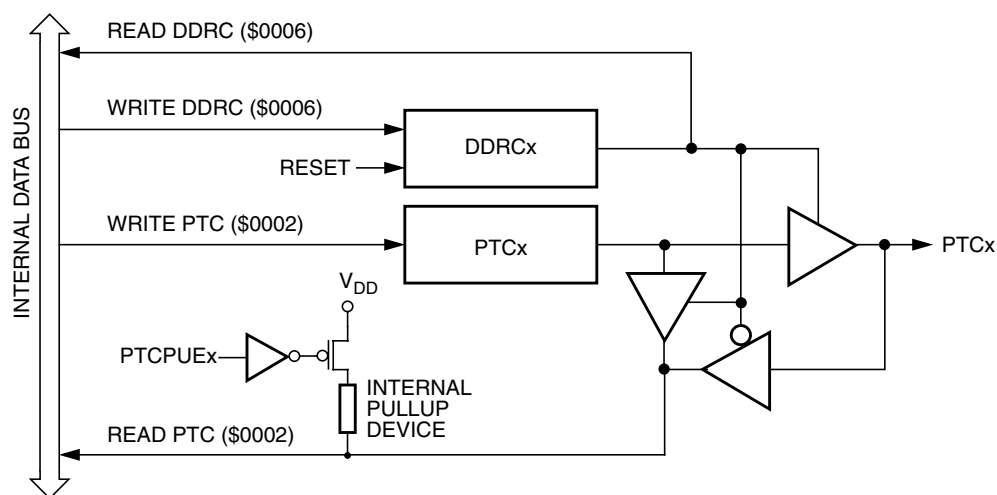 READ DDRC ($0006)
WRITE DDRC ($0006)
DDRCx
RESET
INTERNAL DATA BUS
WRITE PTC ($0002)
PTCx
PTCx
VDD
PTCPUEx
INTERNAL
PULLUP
DEVICE
READ PTC ($0002)